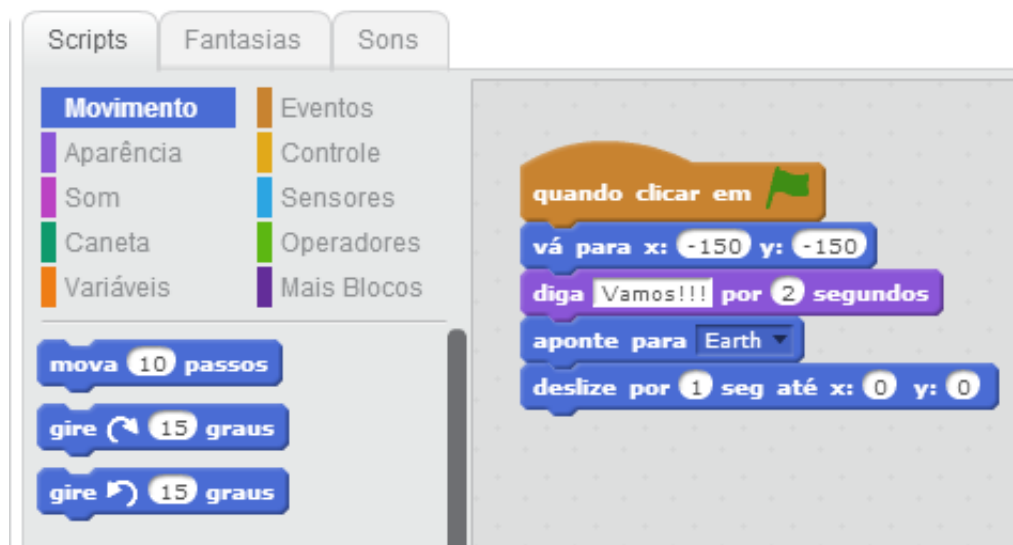 Scripts Fantasias Sons
Movimento Eventos
Aparência Controle
Som Sensores
Caneta Operadores
Variáveis Mais Blocos
mova 10 passos
gire 15 graus
gire 15 graus
quando clicar em
vá para x: -150 y: -150
diga Vamos!!! por 2 segundos
aponte para Earth
deslize por 1 seg até x: 0 y: 0